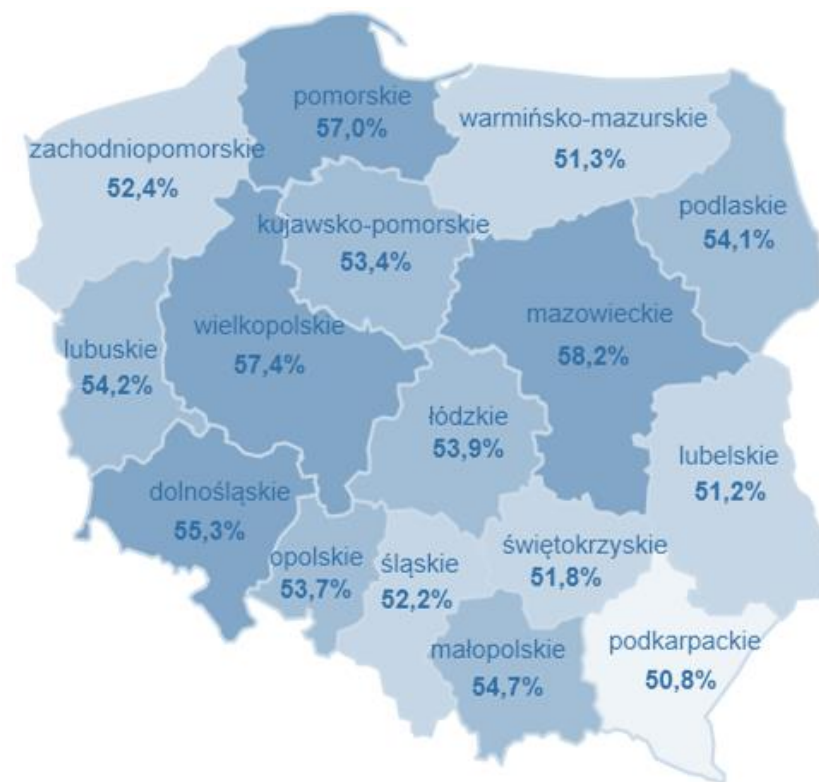 pomorskie
57,0%
warmińsko-mazurskie
51,3%
zachodniopomorskie
52,4%
podlaskie
54,1%
kujawsko-pomorskie
53,4%
mazowieckie
58,2%
wielkopolskie
57,4%
lubuskie
54,2%
łódzkie
53,9%
lubelskie
51,2%
dolnośląskie
55,3%
opolskie
53,7%
śląskie
52,2%
świętokrzyskie
51,8%
małopolskie
54,7%
podkarpackie
50,8%